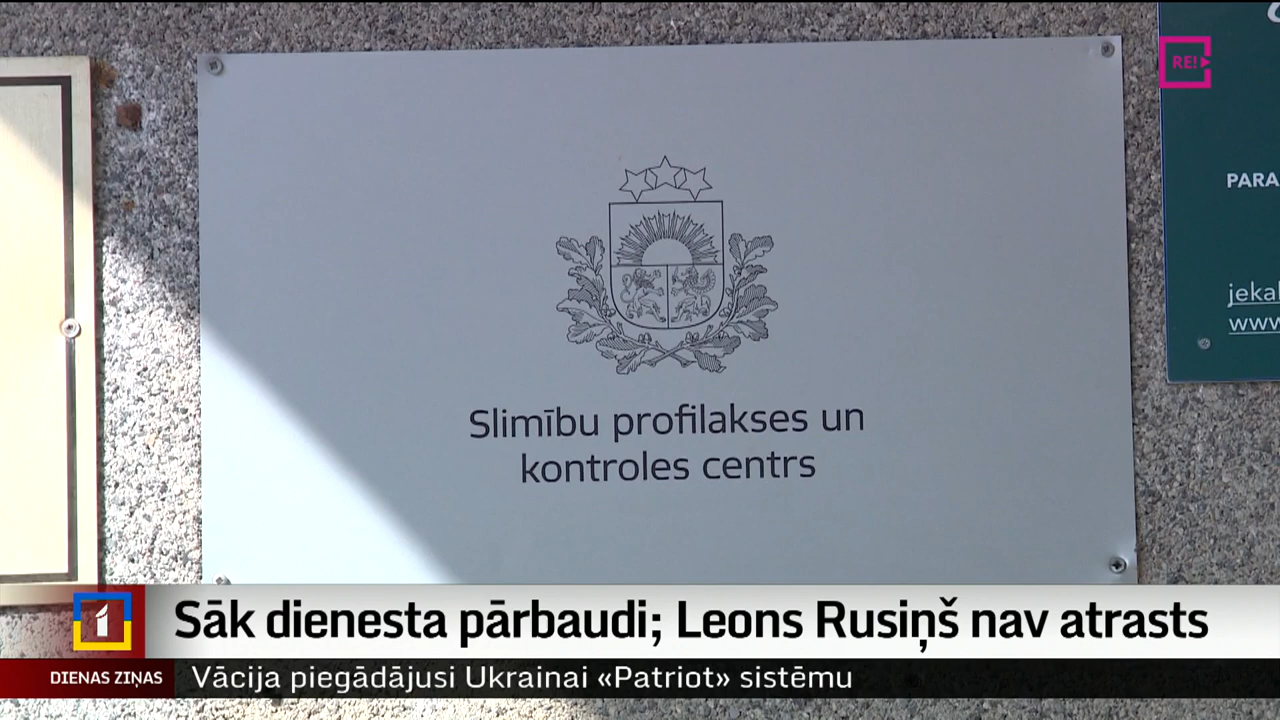 RE!
PARA
jekal
www
Slimību profilakses un
kontroles centrs
1
Sāk dienesta pārbaudi; Leons Rusiņš nav atrasts
DIENAS ZIŅAS
Vācija piegādājusi Ukrainai «Patriot» sistēmu